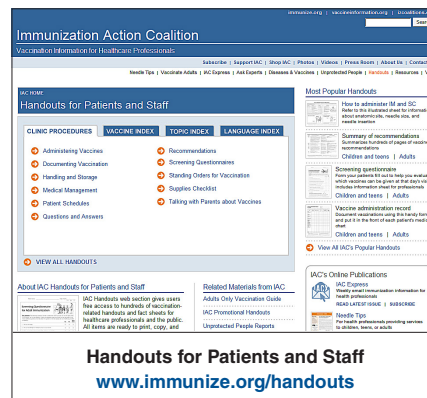 immunize.org | vaccineinformation.org | izcoalitions.o
Sear
Immunization Action Coalition
Vaccination Information for Healthcare Professionals
Subscribe | Support IAC | Shop IAC | Photos | Videos | Press Room | About Us | Contact
Needle Tips | Vaccinate Adults | IAC Express | Ask Experts | Diseases & Vaccines | Unprotected People | Handouts | Resources | V
IAC HOME
Handouts for Patients and Staff
CLINIC PROCEDURES
VACCINE INDEX
TOPIC INDEX
LANGUAGE INDEX
Administering Vaccines
Documenting Vaccination
Handling and Storage
Medical Management
Patient Schedules
Questions and Answers
Recommendations
Screening Questionnaires
Standing Orders for Vaccination
Supplies Checklist
Talking with Parents about Vaccines
VIEW ALL HANDOUTS
Most Popular Handouts
How to administer IM and SC
Refer to this illustrated sheet for informati
about anatomic site, needle size, and
needle insertion
Summary of recommendations
Summarizes hundreds of pages of vaccine
recommendations
Children and teens | Adults
Screening questionnaire
Form your patients fill out to help you evaluat
which vaccines can be given at that day's vis
includes information sheet for professionals
Children and teens | Adults
Vaccine administration record
Document vaccinations using this handy form
and put it in the front of each patient's medic
chart
Children and teens | Adults
View All IAC's Popular Handouts
About IAC Handouts for Patients and Staff
IAC Handouts web section gives users
free access to hundreds of vaccination-
related handouts and fact sheets for
healthcare professionals and the public.
All items are ready to print, copy, and
Related Materials from IAC
Adults Only Vaccination Guide
IAC Promotional Handouts
Unprotected People Reports
IAC's Online Publications
IAC Express
Weekly email immunization information for
health professionals
READ LATEST ISSUE | SUBSCRIBE
Needle Tips
For health professionals providing services
to children, teens, or adults
Handouts for Patients and Staff
www.immunize.org/handouts